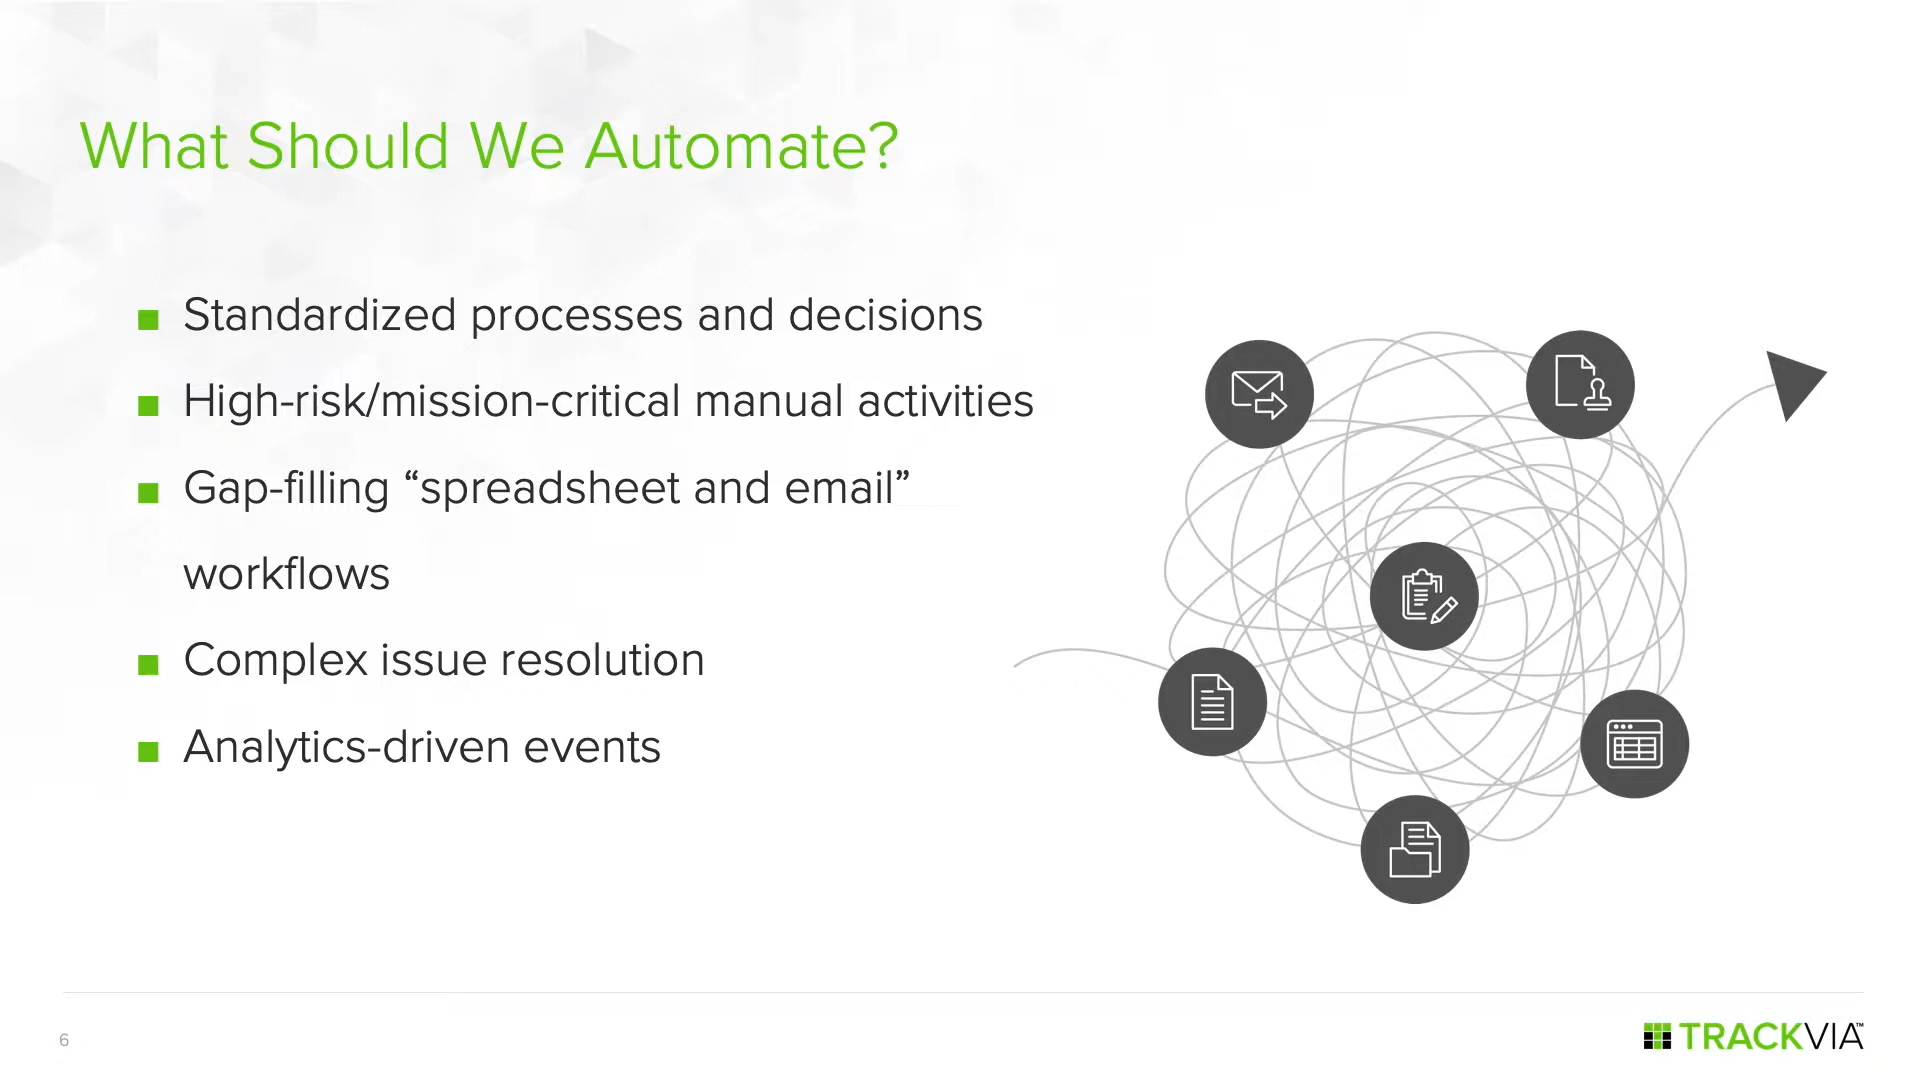 What Should We Automate?
Standardized processes and decisions
High-risk/mission-critical manual activities
Gap-filling “spreadsheet and email”
workflows
Complex issue resolution
Analytics-driven events
6
TRACKVIA™